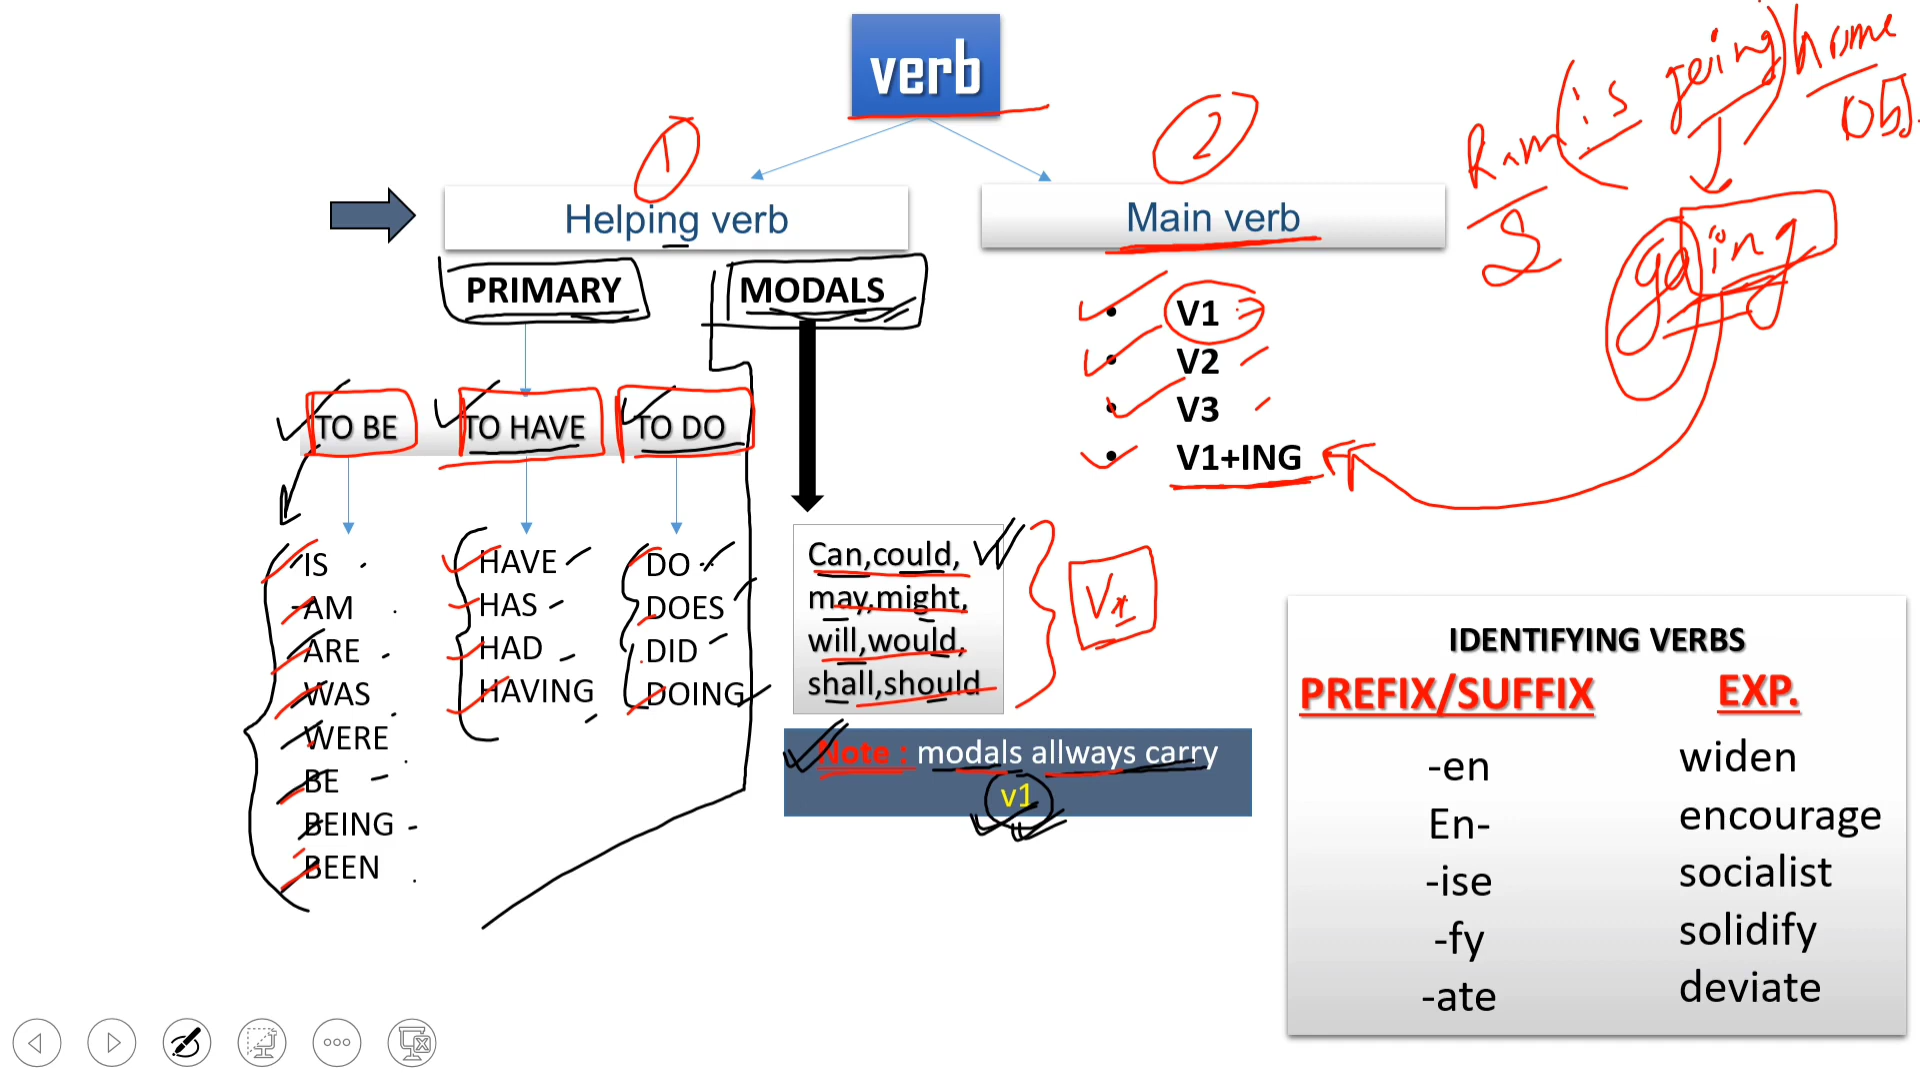 verb
1
2
Helping verb
Main verb
PRIMARY
MODALS
TO BE
TO HAVE
TO DO
IS
AM
ARE
WAS
WERE
BE
BEING
BEEN
HAVE
HAS
HAD
HAVING
DO
DOES
DID
DOING
Can,could,
may,might,
will,would,
shall,should
V1
Note : modals allways carry
v1
V1
V2
V3
V1+ING
Ram is going home
S
Obj.
going
IDENTIFYING VERBS
PREFIX/SUFFIX EXP.
-en widen
En- encourage
-ise socialist
-fy solidify
-ate deviate